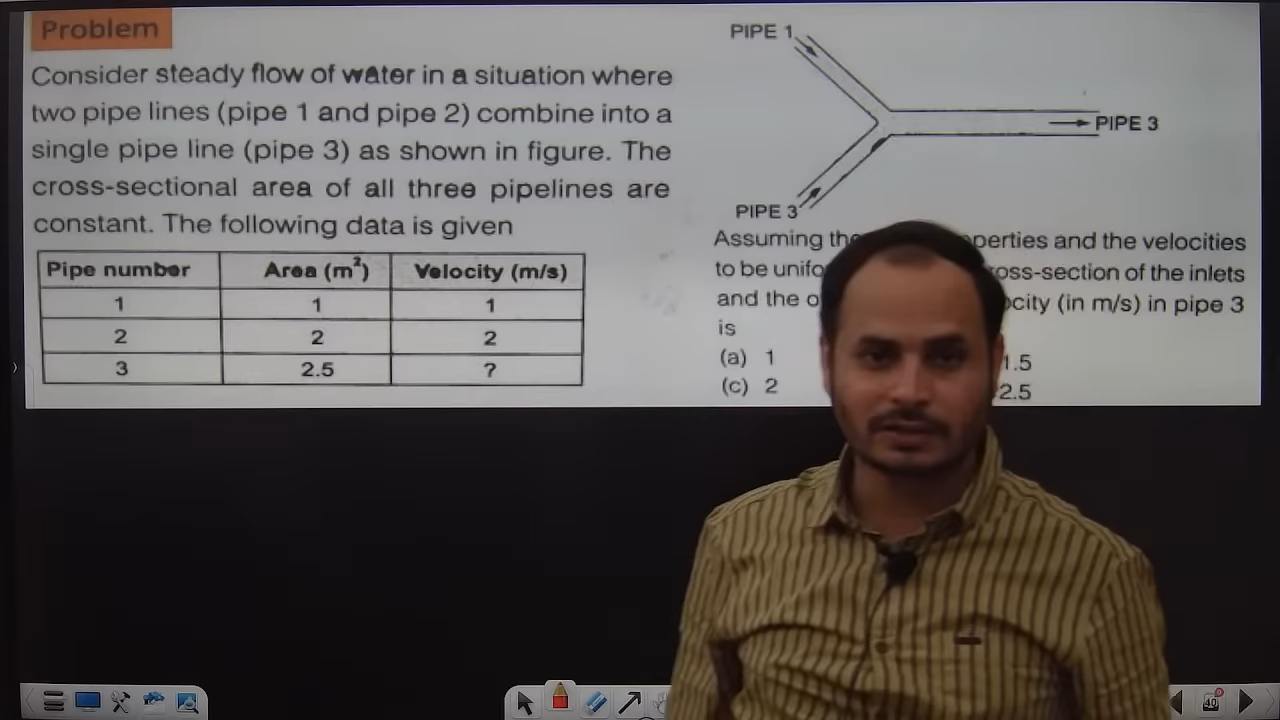 Problem
Consider steady flow of water in a situation where
two pipe lines (pipe 1 and pipe 2) combine into a
single pipe line (pipe 3) as shown in figure. The
cross-sectional area of all three pipelines are
constant. The following data is given
Pipe number Area (m²) Velocity (m/s)
1 1 1
2 2 2
3 2.5 ?
PIPE 1
PIPE 3
PIPE 3
Assuming the perties and the velocities
to be unifo oss-section of the inlets
and the o city (in m/s) in pipe 3
is
(a) 1 1.5
(c) 2 2.5
40